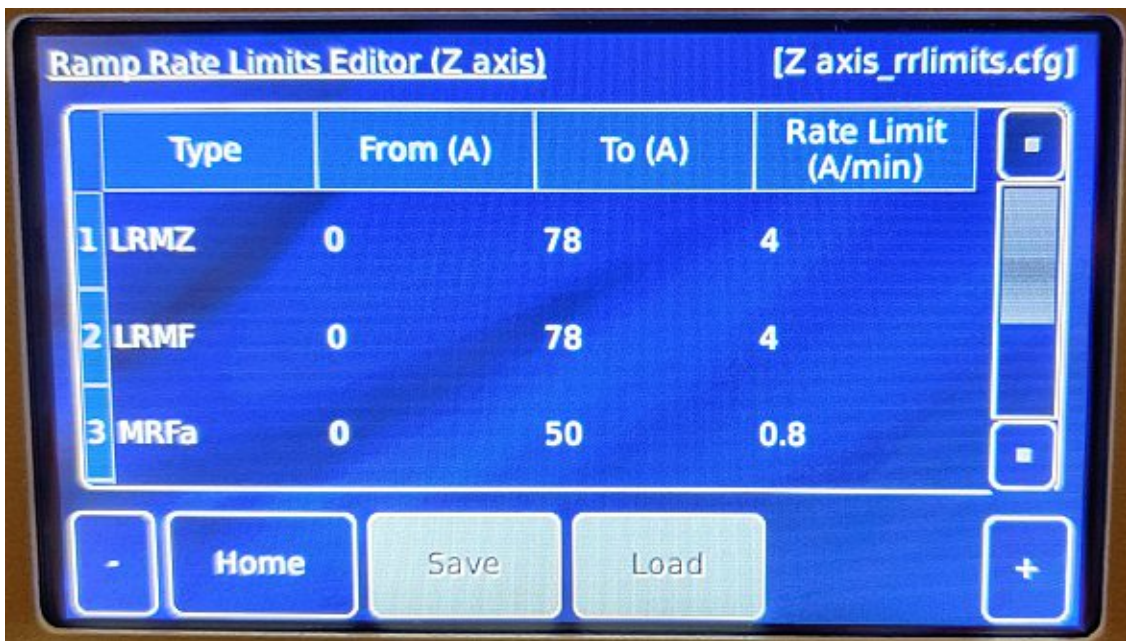 Ramp Rate Limits Editor (Z axis) [Z axis_rrlimits.cfg]
Type From (A) To (A) Rate Limit (A/min)
1 LRMZ 0 78 4
2 LRMF 0 78 4
3 MRFa 0 50 0.8
- Home Save Load +